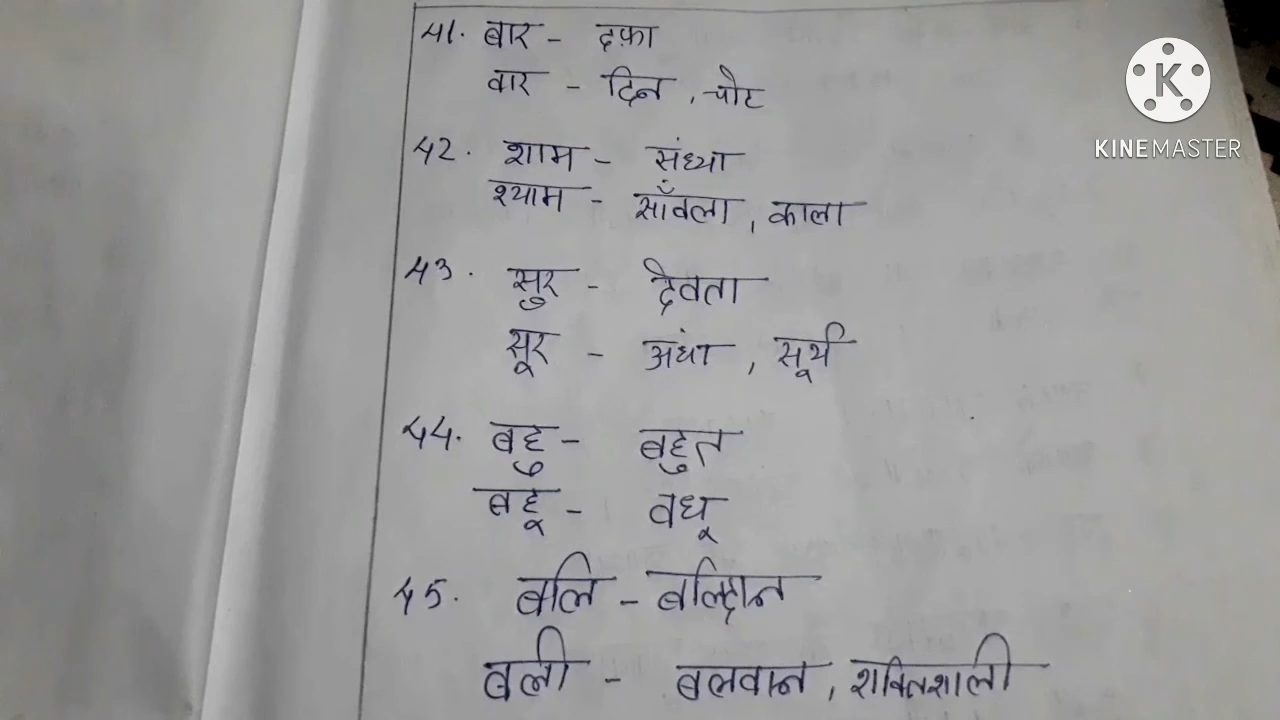 41. बार - दफ़ा
वार - दिन, चोट
42. शाम - संध्या
श्याम - साँवला, काला
43. सुर - देवता
सूर - अंधा, सूर्य
44. बहु - बहुत
बहू - वधू
45. बलि - बलिदान
बली - बलवान, शक्तिशाली
K
KINEMASTER